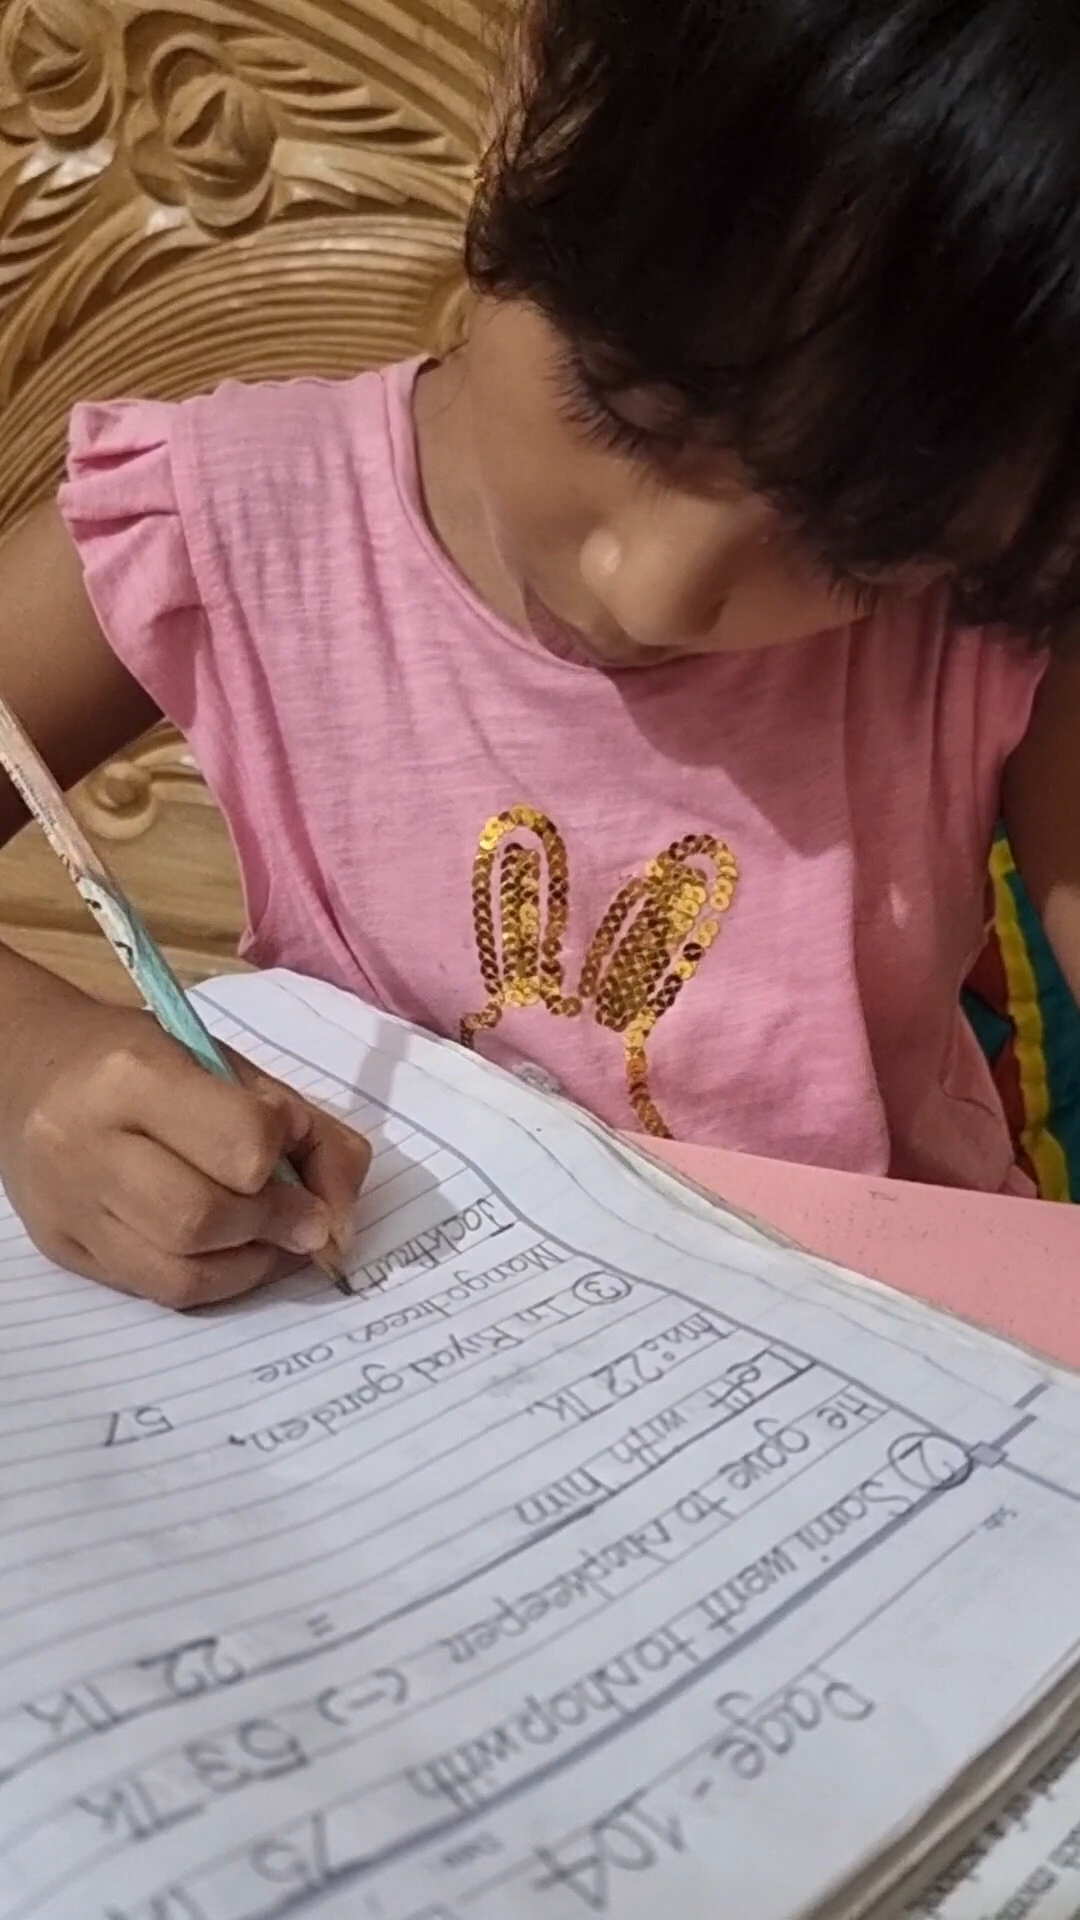 Page - 104
② Sami went to shop with 75 Tk
He gave to shopkeeper (-) 53 Tk
Left with him = 22 Tk
Ans: 22 Tk.
③ In Riyad garden,
Mango trees are 57
Jackfruit